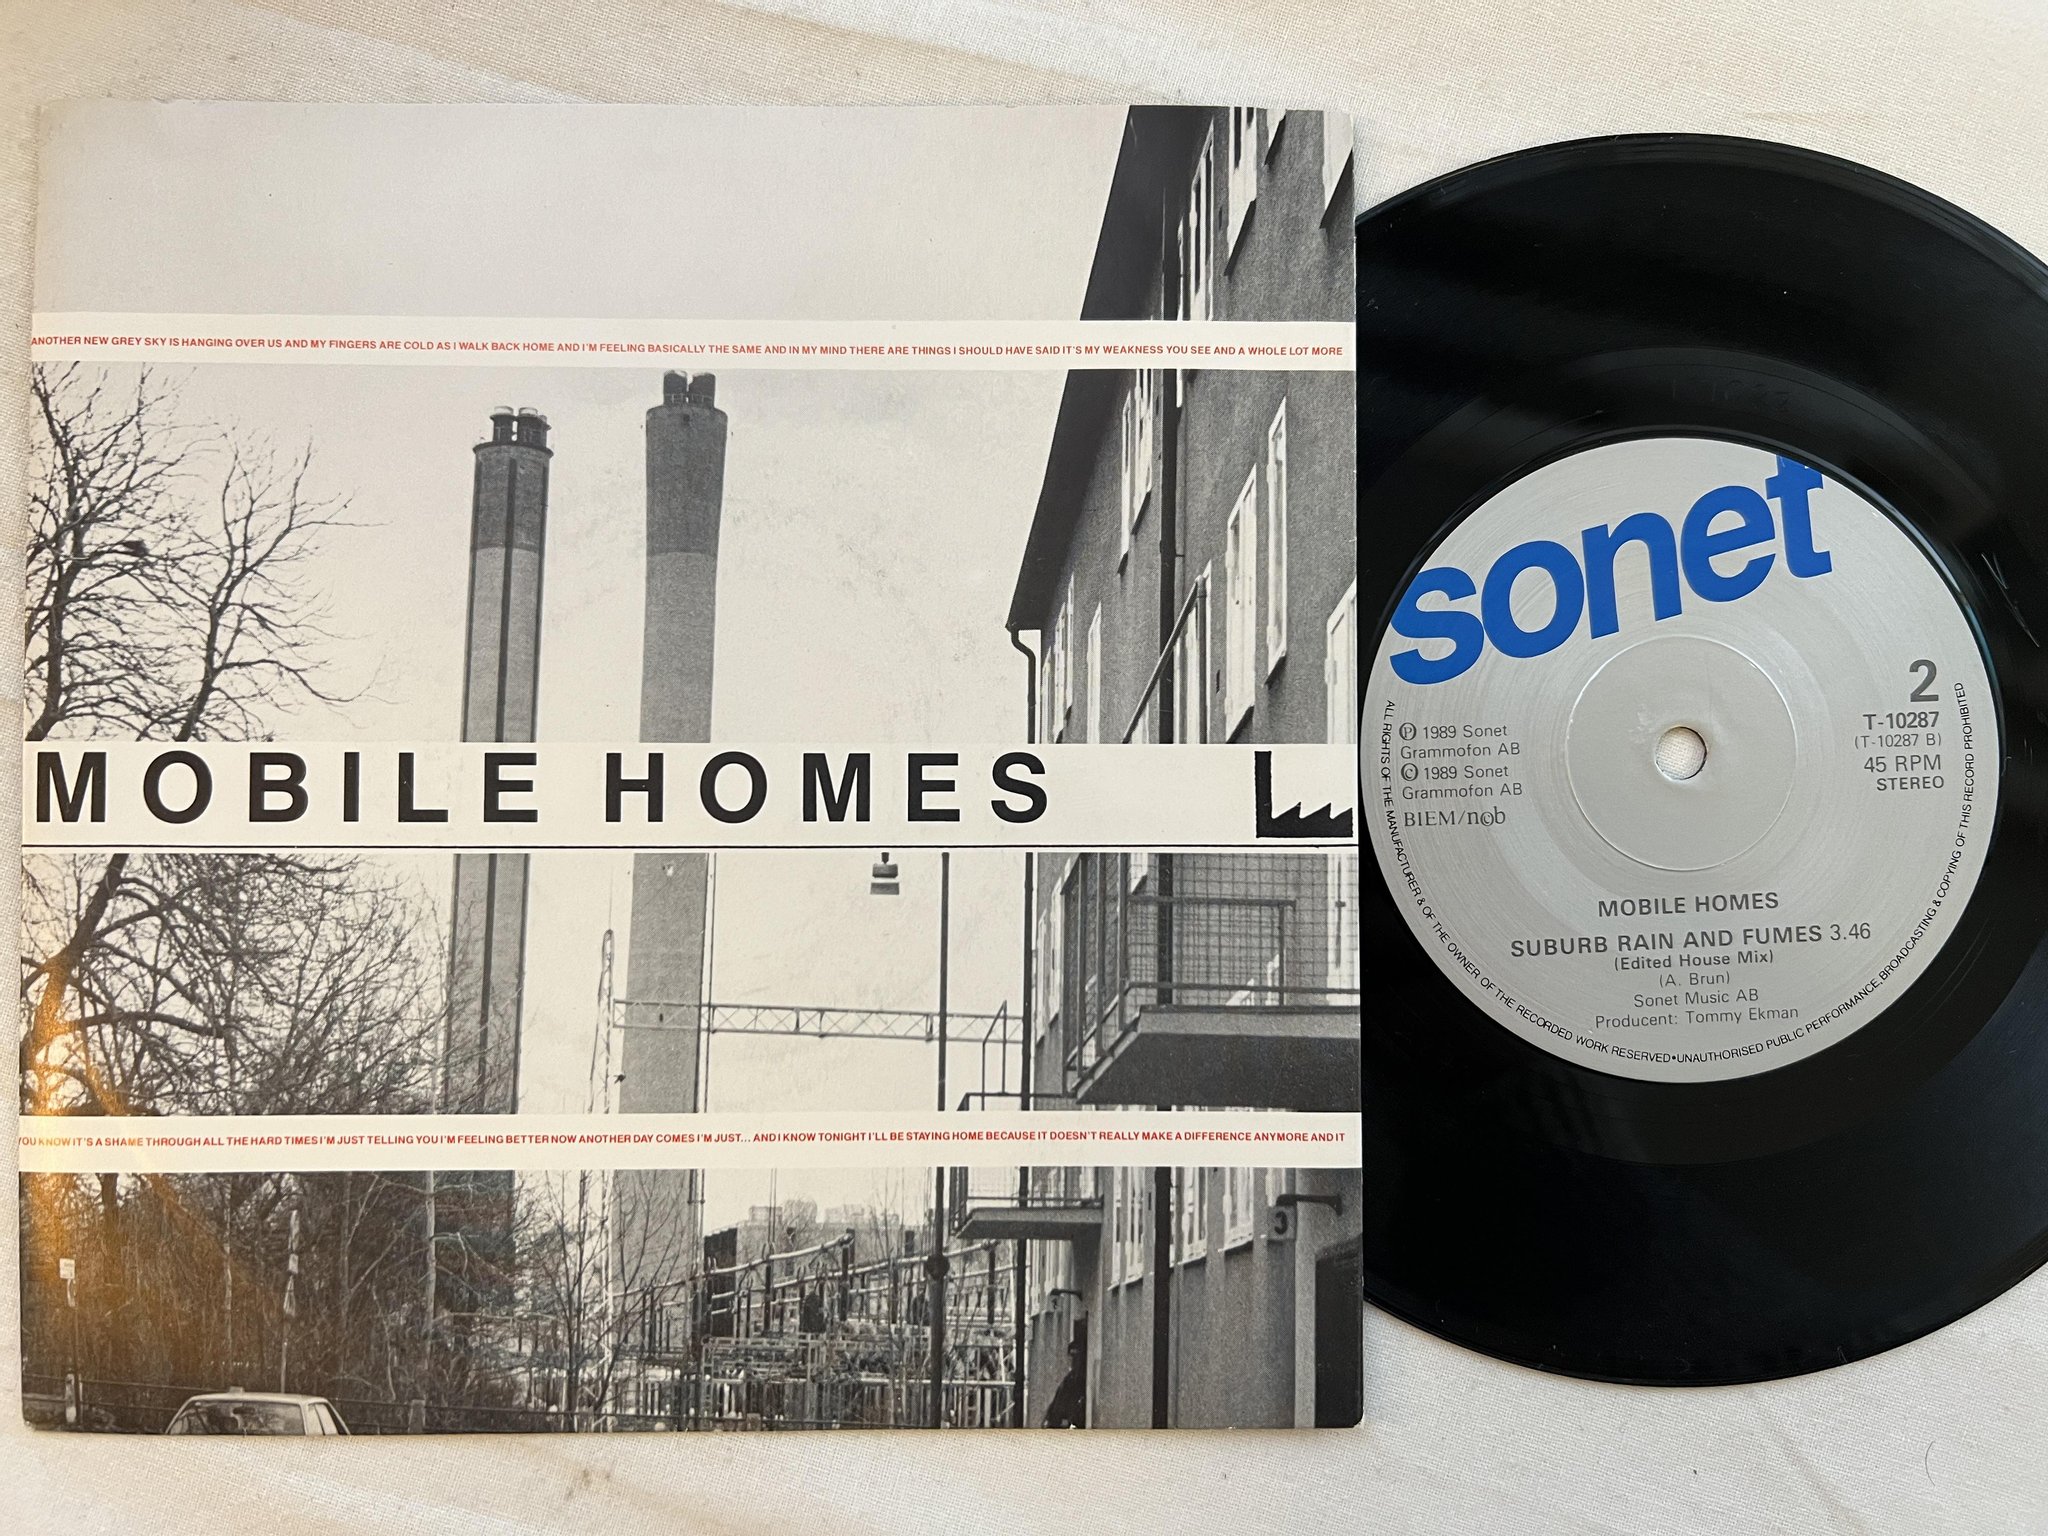 ANOTHER NEW GREY SKY IS HANGING OVER US AND MY FINGERS ARE COLD AS I WALK BACK HOME AND I'M FEELING BASICALLY THE SAME AND IN MY MIND THERE ARE THINGS I SHOULD HAVE SAID IT'S MY WEAKNESS YOU SEE AND A WHOLE LOT MORE
MOBILE HOMES
YOU KNOW IT'S A SHAME THROUGH ALL THE HARD TIMES I'M JUST TELLING YOU I'M FEELING BETTER NOW ANOTHER DAY COMES I'M JUST... AND I KNOW TONIGHT I'LL BE STAYING HOME BECAUSE IT DOESN'T REALLY MAKE A DIFFERENCE ANYMORE AND IT
C
sonet
2
T-10287
(T-10287 B)
45 RPM
STEREO
Ⓟ 1989 Sonet
Grammofon AB
© 1989 Sonet
Grammofon AB
BIEM/ncb
MOBILE HOMES
SUBURB RAIN AND FUMES 3.46
(Edited House Mix)
(A. Brun)
Sonet Music AB
Producent: Tommy Ekman
ALL RIGHTS OF THE MANUFACTURER & OF THE OWNER OF THE RECORDED WORK RESERVED•UNAUTHORISED PUBLIC PERFORMANCE, BROADCASTING & COPYING OF THIS RECORD PROHIBITED